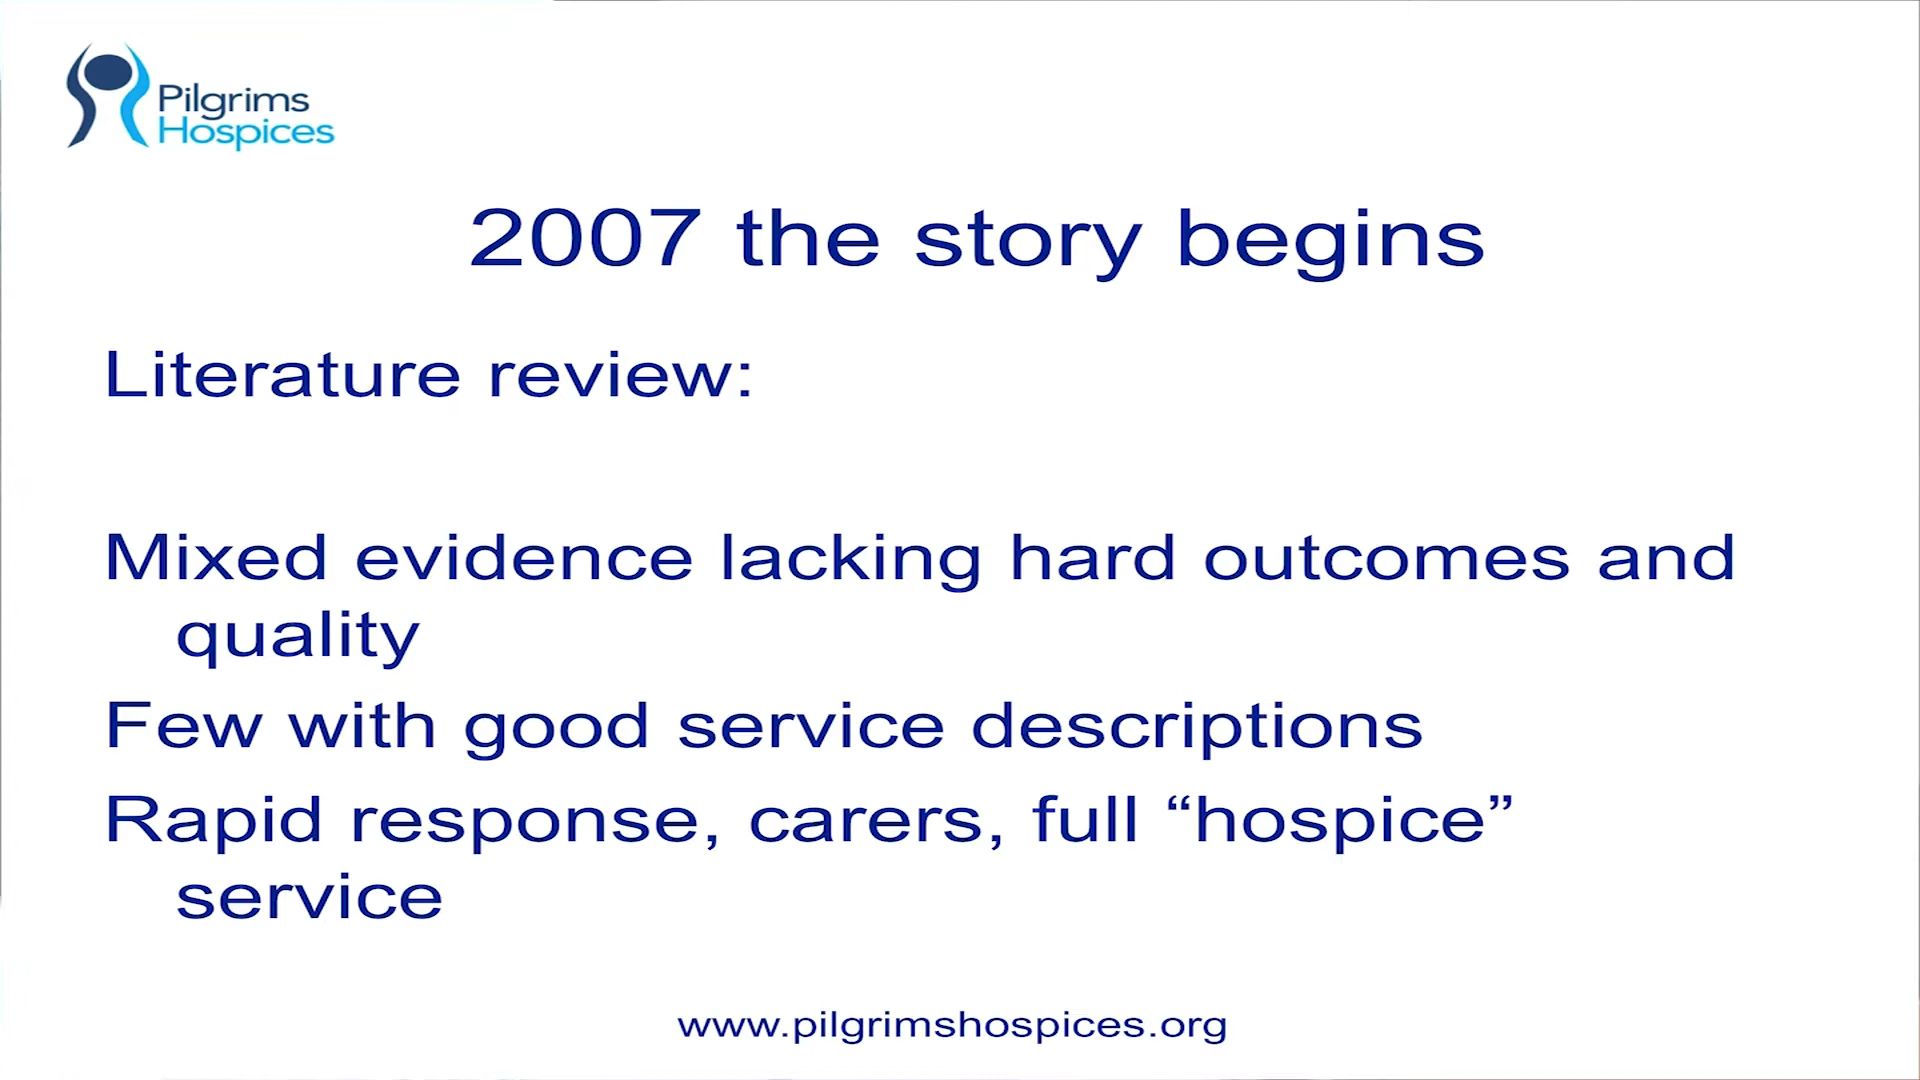 Pilgrims
Hospices
2007 the story begins
Literature review:
Mixed evidence lacking hard outcomes and
quality
Few with good service descriptions
Rapid response, carers, full “hospice”
service
www.pilgrimshospices.org